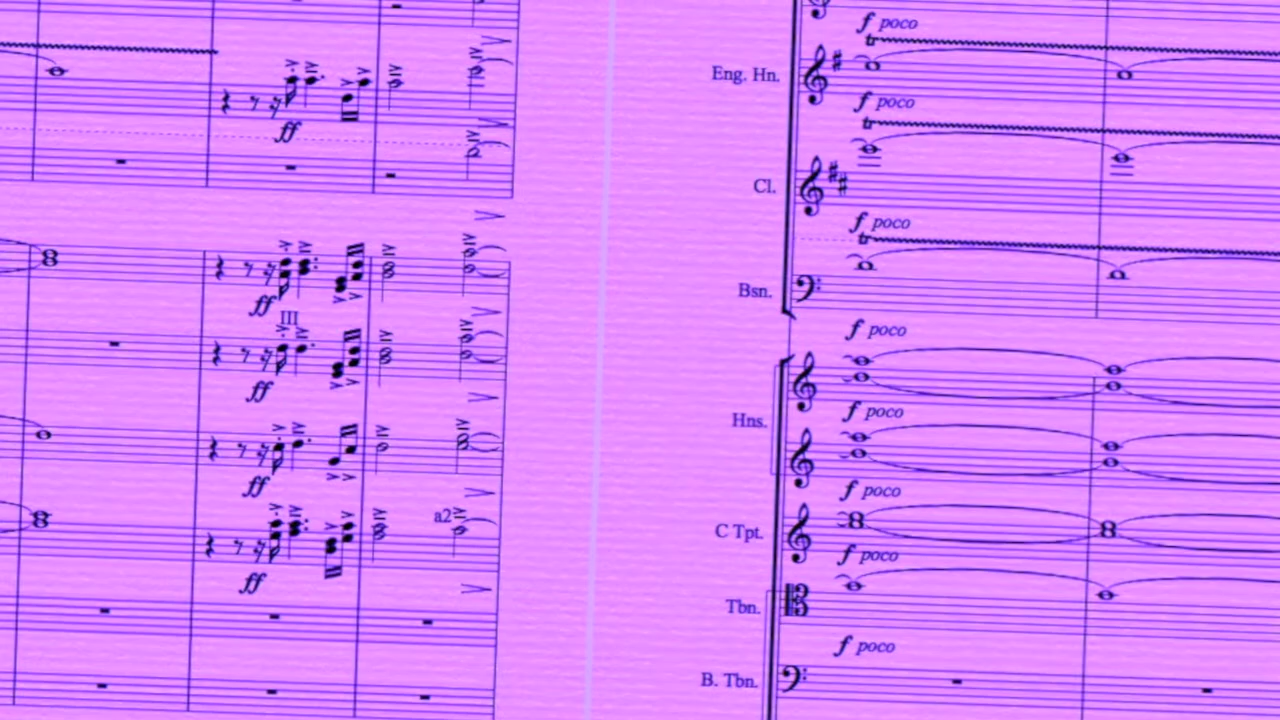 ff
ff
III
ff
ff
a2
ff
f poco
tr
Eng. Hn.
f poco
tr
Cl.
f poco
tr
Bsn.
f poco
Hns.
f poco
f poco
C Tpt.
f poco
Tbn.
f poco
B. Tbn.